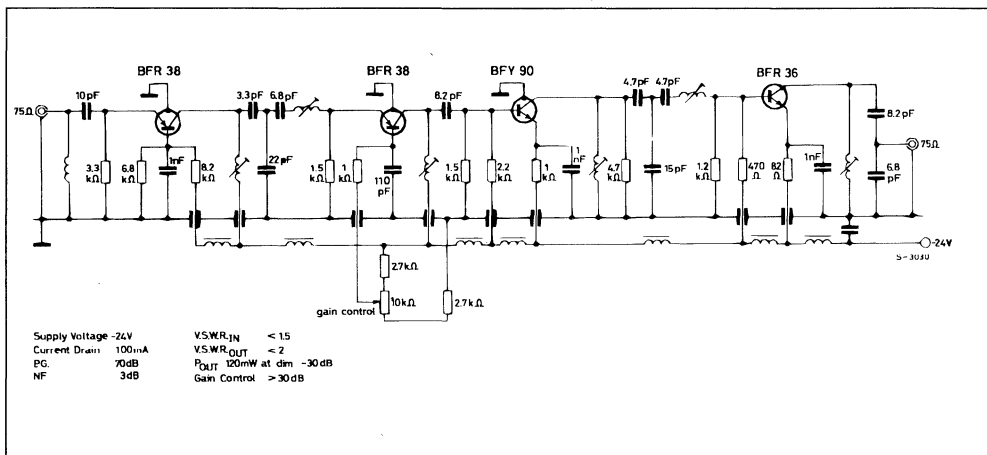 BFR 38
BFR 38
BFY 90
BFR 36
75Ω
10pF
3.3pF
6.8pF
8.2pF
4.7pF
4.7pF
8.2pF
75Ω
6.8 pF
3.3 kΩ
6.8 kΩ
1nF
8.2 kΩ
22pF
1.5 kΩ
1 kΩ
110 pF
1.5 kΩ
2.2 kΩ
1 kΩ
1 nF
4.7 kΩ
15pF
1.2 kΩ
470 Ω
82 Ω
1nF
-24V
S-3030
2.7kΩ
10kΩ
gain control
2.7kΩ
Supply Voltage -24V
Current Drain 100mA
P.G. 70dB
NF 3dB
V.S.W.R.IN < 1.5
V.S.W.R.OUT < 2
POUT 120mW at dim -30dB
Gain Control > 30dB